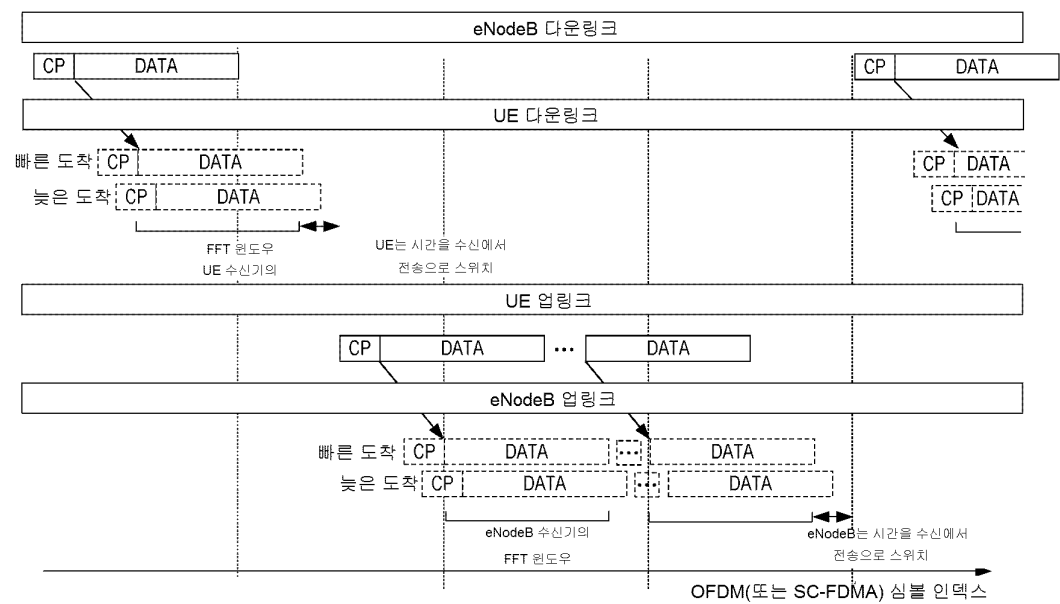 eNodeB 다운링크
CP DATA CP DATA
UE 다운링크
빠른 도착 CP DATA CP DATA
늦은 도착 CP DATA CP DATA
FFT 윈도우
UE 수신기의
UE는 시간을 수신에서
전송으로 스위치
UE 업링크
CP DATA ... DATA
eNodeB 업링크
빠른 도착 CP DATA ... DATA
늦은 도착 CP DATA ... DATA
eNodeB 수신기의
FFT 윈도우
eNodeB는 시간을 수신에서
전송으로 스위치
OFDM(또는 SC-FDMA) 심볼 인덱스